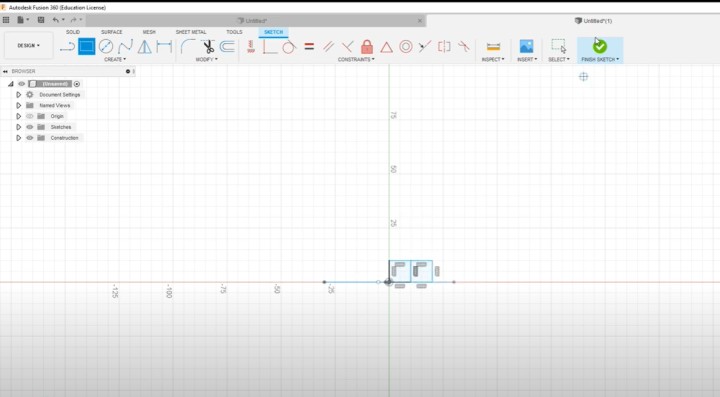 Autodesk Fusion 360 (Education License)
Untitled*
Untitled*(1)
SOLID SURFACE MESH SHEET METAL TOOLS SKETCH
DESIGN
CREATE MODIFY CONSTRAINTS INSPECT INSERT SELECT FINISH SKETCH
BROWSER
(Unsaved)
Document Settings
Named Views
Origin
Sketches
Construction
75
50
25
-125 -100 -75 -50 -25